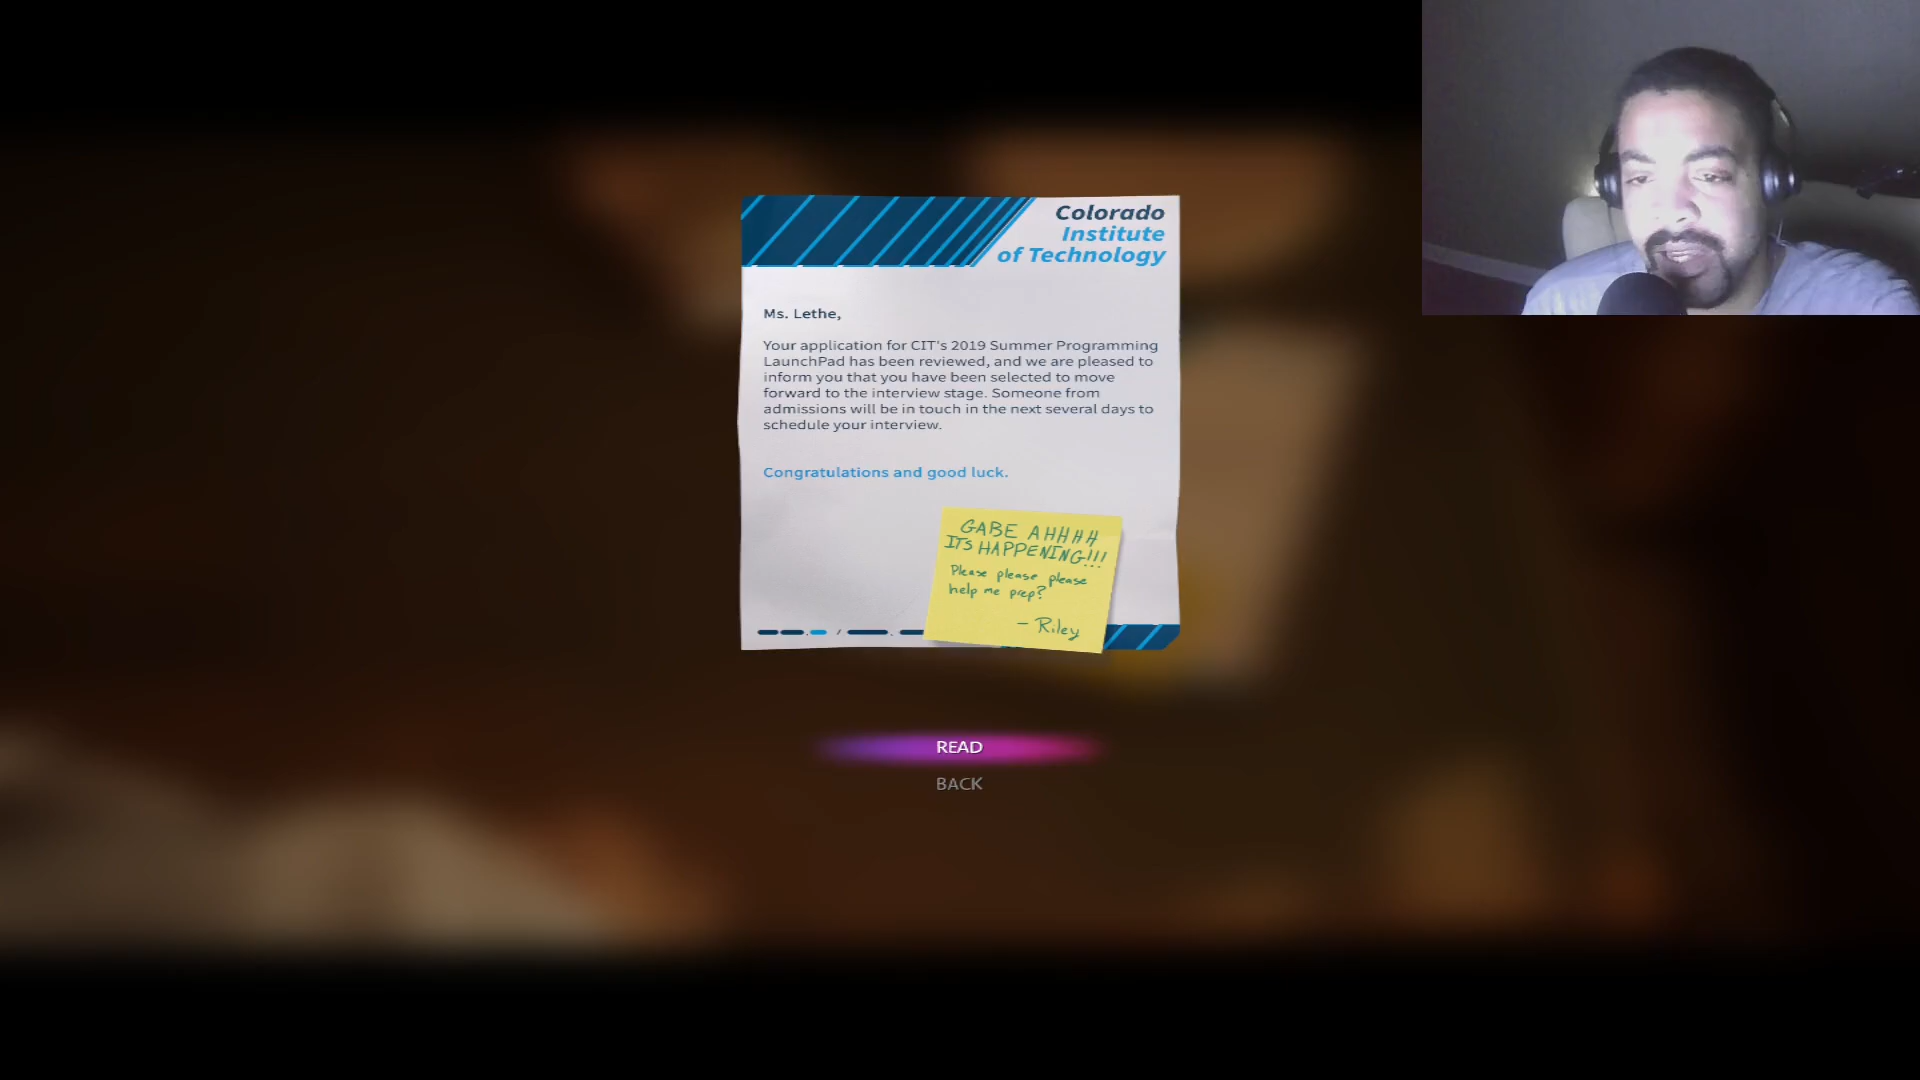 Colorado
Institute
of Technology
Ms. Lethe,
Your application for CIT's 2019 Summer Programming
LaunchPad has been reviewed, and we are pleased to
inform you that you have been selected to move
forward to the interview stage. Someone from
admissions will be in touch in the next several days to
schedule your interview.
Congratulations and good luck.
GABE AHHHH
ITS HAPPENING!!!
Please please please
help me prep?
- Riley
READ
BACK